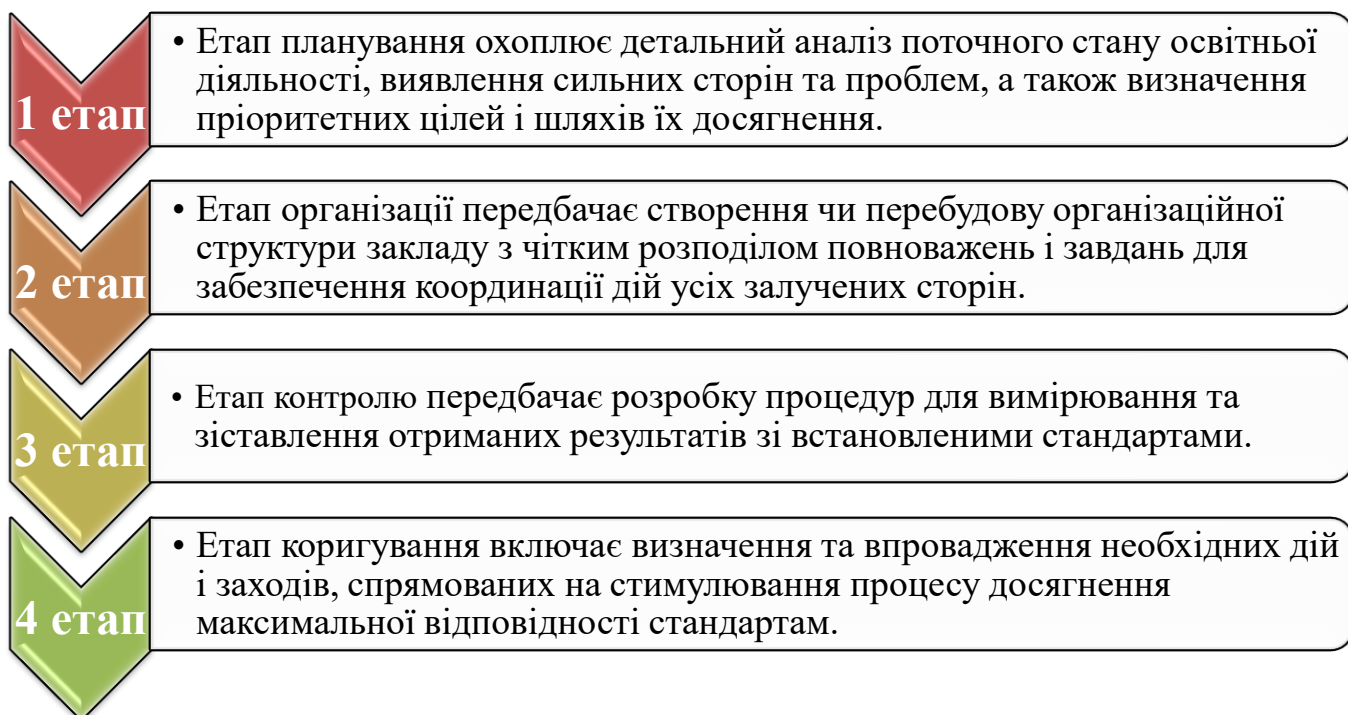 1 етап
• Етап планування охоплює детальний аналіз поточного стану освітньої
діяльності, виявлення сильних сторін та проблем, а також визначення
пріоритетних цілей і шляхів їх досягнення.
2 етап
• Етап організації передбачає створення чи перебудову організаційної
структури закладу з чітким розподілом повноважень і завдань для
забезпечення координації дій усіх залучених сторін.
3 етап
• Етап контролю передбачає розробку процедур для вимірювання та
зіставлення отриманих результатів зі встановленими стандартами.
4 етап
• Етап коригування включає визначення та впровадження необхідних дій
і заходів, спрямованих на стимулювання процесу досягнення
максимальної відповідності стандартам.